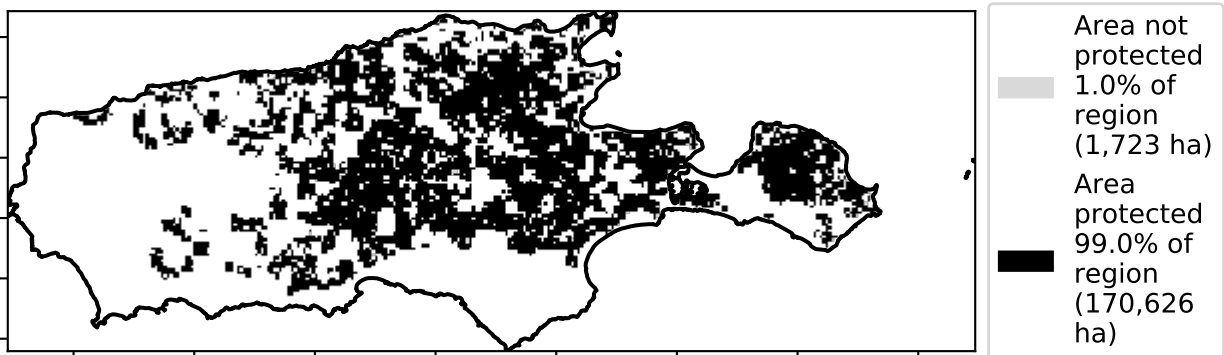 Area not
protected
1.0% of
region
(1,723 ha)
Area
protected
99.0% of
region
(170,626
ha)